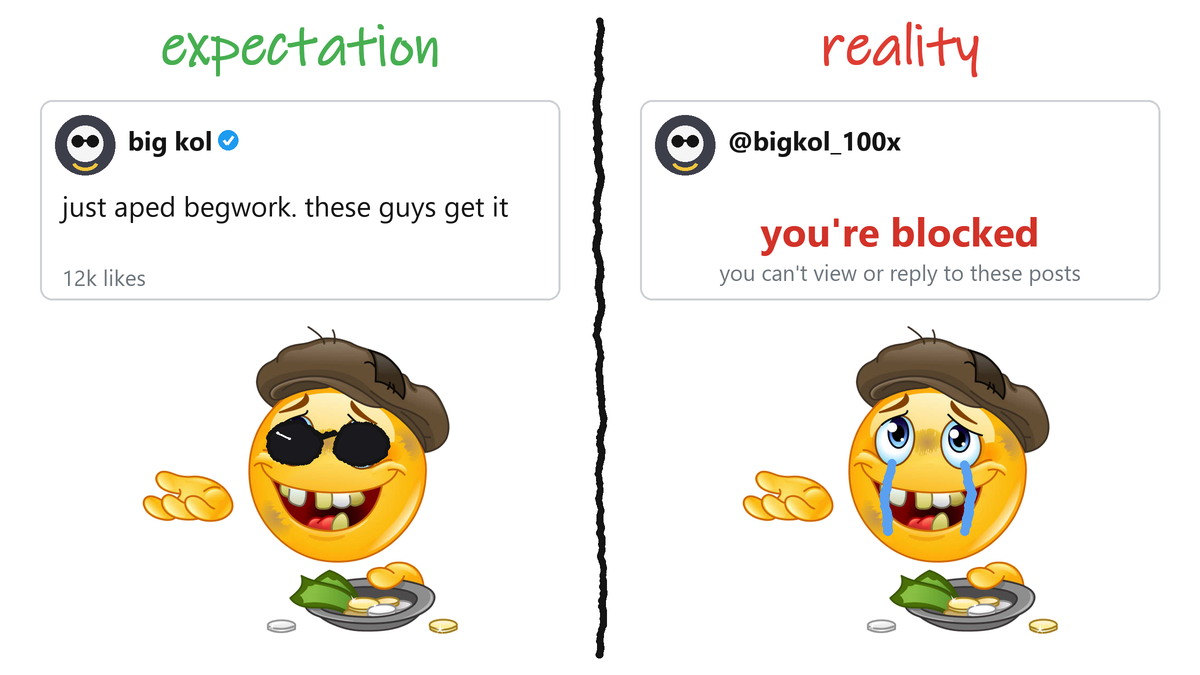 expectation
big kol
just aped begwork. these guys get it
12k likes
reality
@bigkol_100x
you're blocked
you can't view or reply to these posts